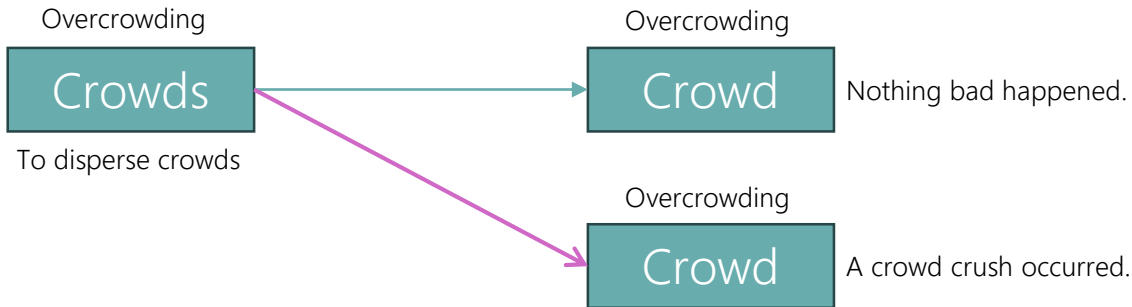 Overcrowding
Crowds
To disperse crowds
Overcrowding
Crowd
Nothing bad happened.
Overcrowding
Crowd
A crowd crush occurred.